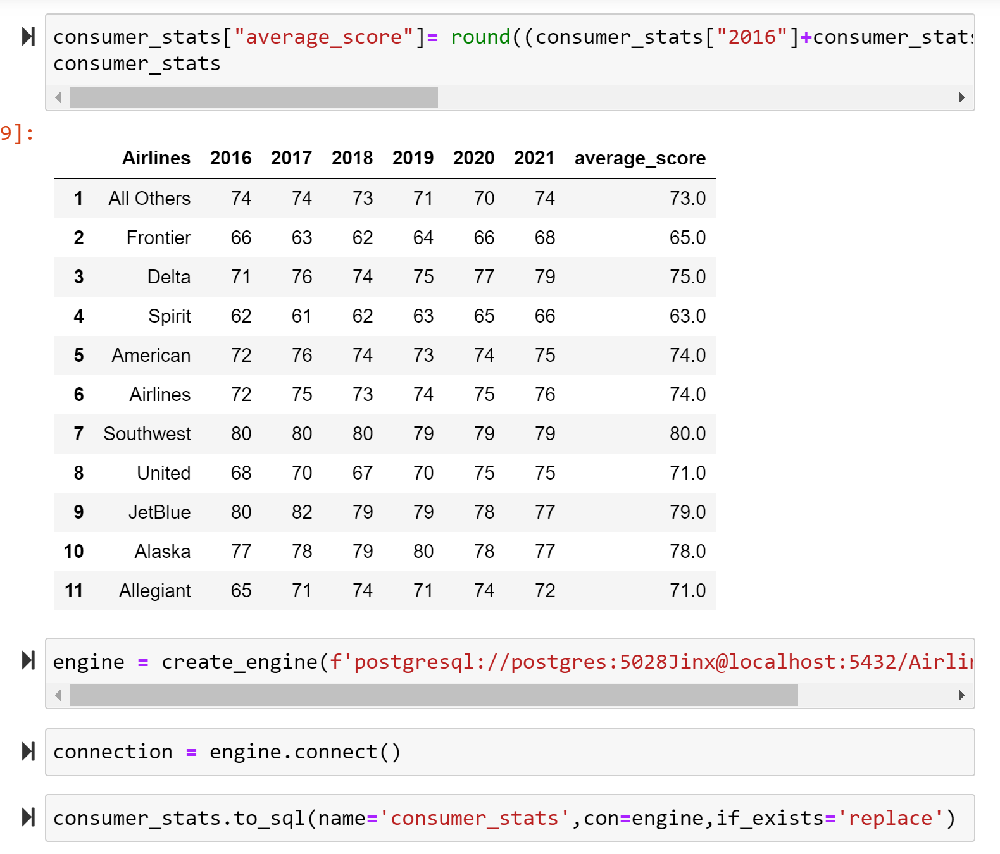 consumer_stats["average_score"]= round((consumer_stats["2016"]+consumer_stats
consumer_stats
9]:
Airlines 2016 2017 2018 2019 2020 2021 average_score
1 All Others 74 74 73 71 70 74 73.0
2 Frontier 66 63 62 64 66 68 65.0
3 Delta 71 76 74 75 77 79 75.0
4 Spirit 62 61 62 63 65 66 63.0
5 American 72 76 74 73 74 75 74.0
6 Airlines 72 75 73 74 75 76 74.0
7 Southwest 80 80 80 79 79 79 80.0
8 United 68 70 67 70 75 75 71.0
9 JetBlue 80 82 79 79 78 77 79.0
10 Alaska 77 78 79 80 78 77 78.0
11 Allegiant 65 71 74 71 74 72 71.0
engine = create_engine(f'postgresql://postgres:5028Jinx@localhost:5432/Airlin
connection = engine.connect()
consumer_stats.to_sql(name='consumer_stats',con=engine,if_exists='replace')